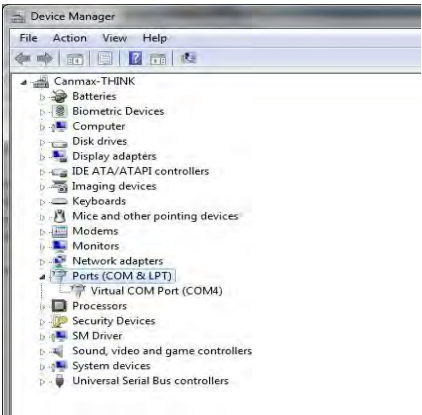 Device Manager
File Action View Help
Canmax-THINK
Batteries
Biometric Devices
Computer
Disk drives
Display adapters
IDE ATA/ATAPI controllers
Imaging devices
Keyboards
Mice and other pointing devices
Modems
Monitors
Network adapters
Ports (COM & LPT)
Virtual COM Port (COM4)
Processors
Security Devices
SM Driver
Sound, video and game controllers
System devices
Universal Serial Bus controllers